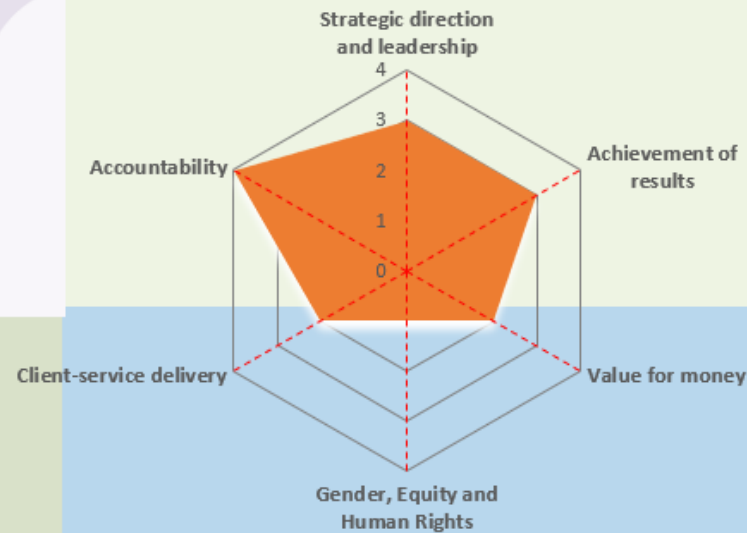 Strategic direction
and leadership
4
3
2
1
0
Achievement of
results
Accountability
Client-service delivery
Value for money
Gender, Equity and
Human Rights